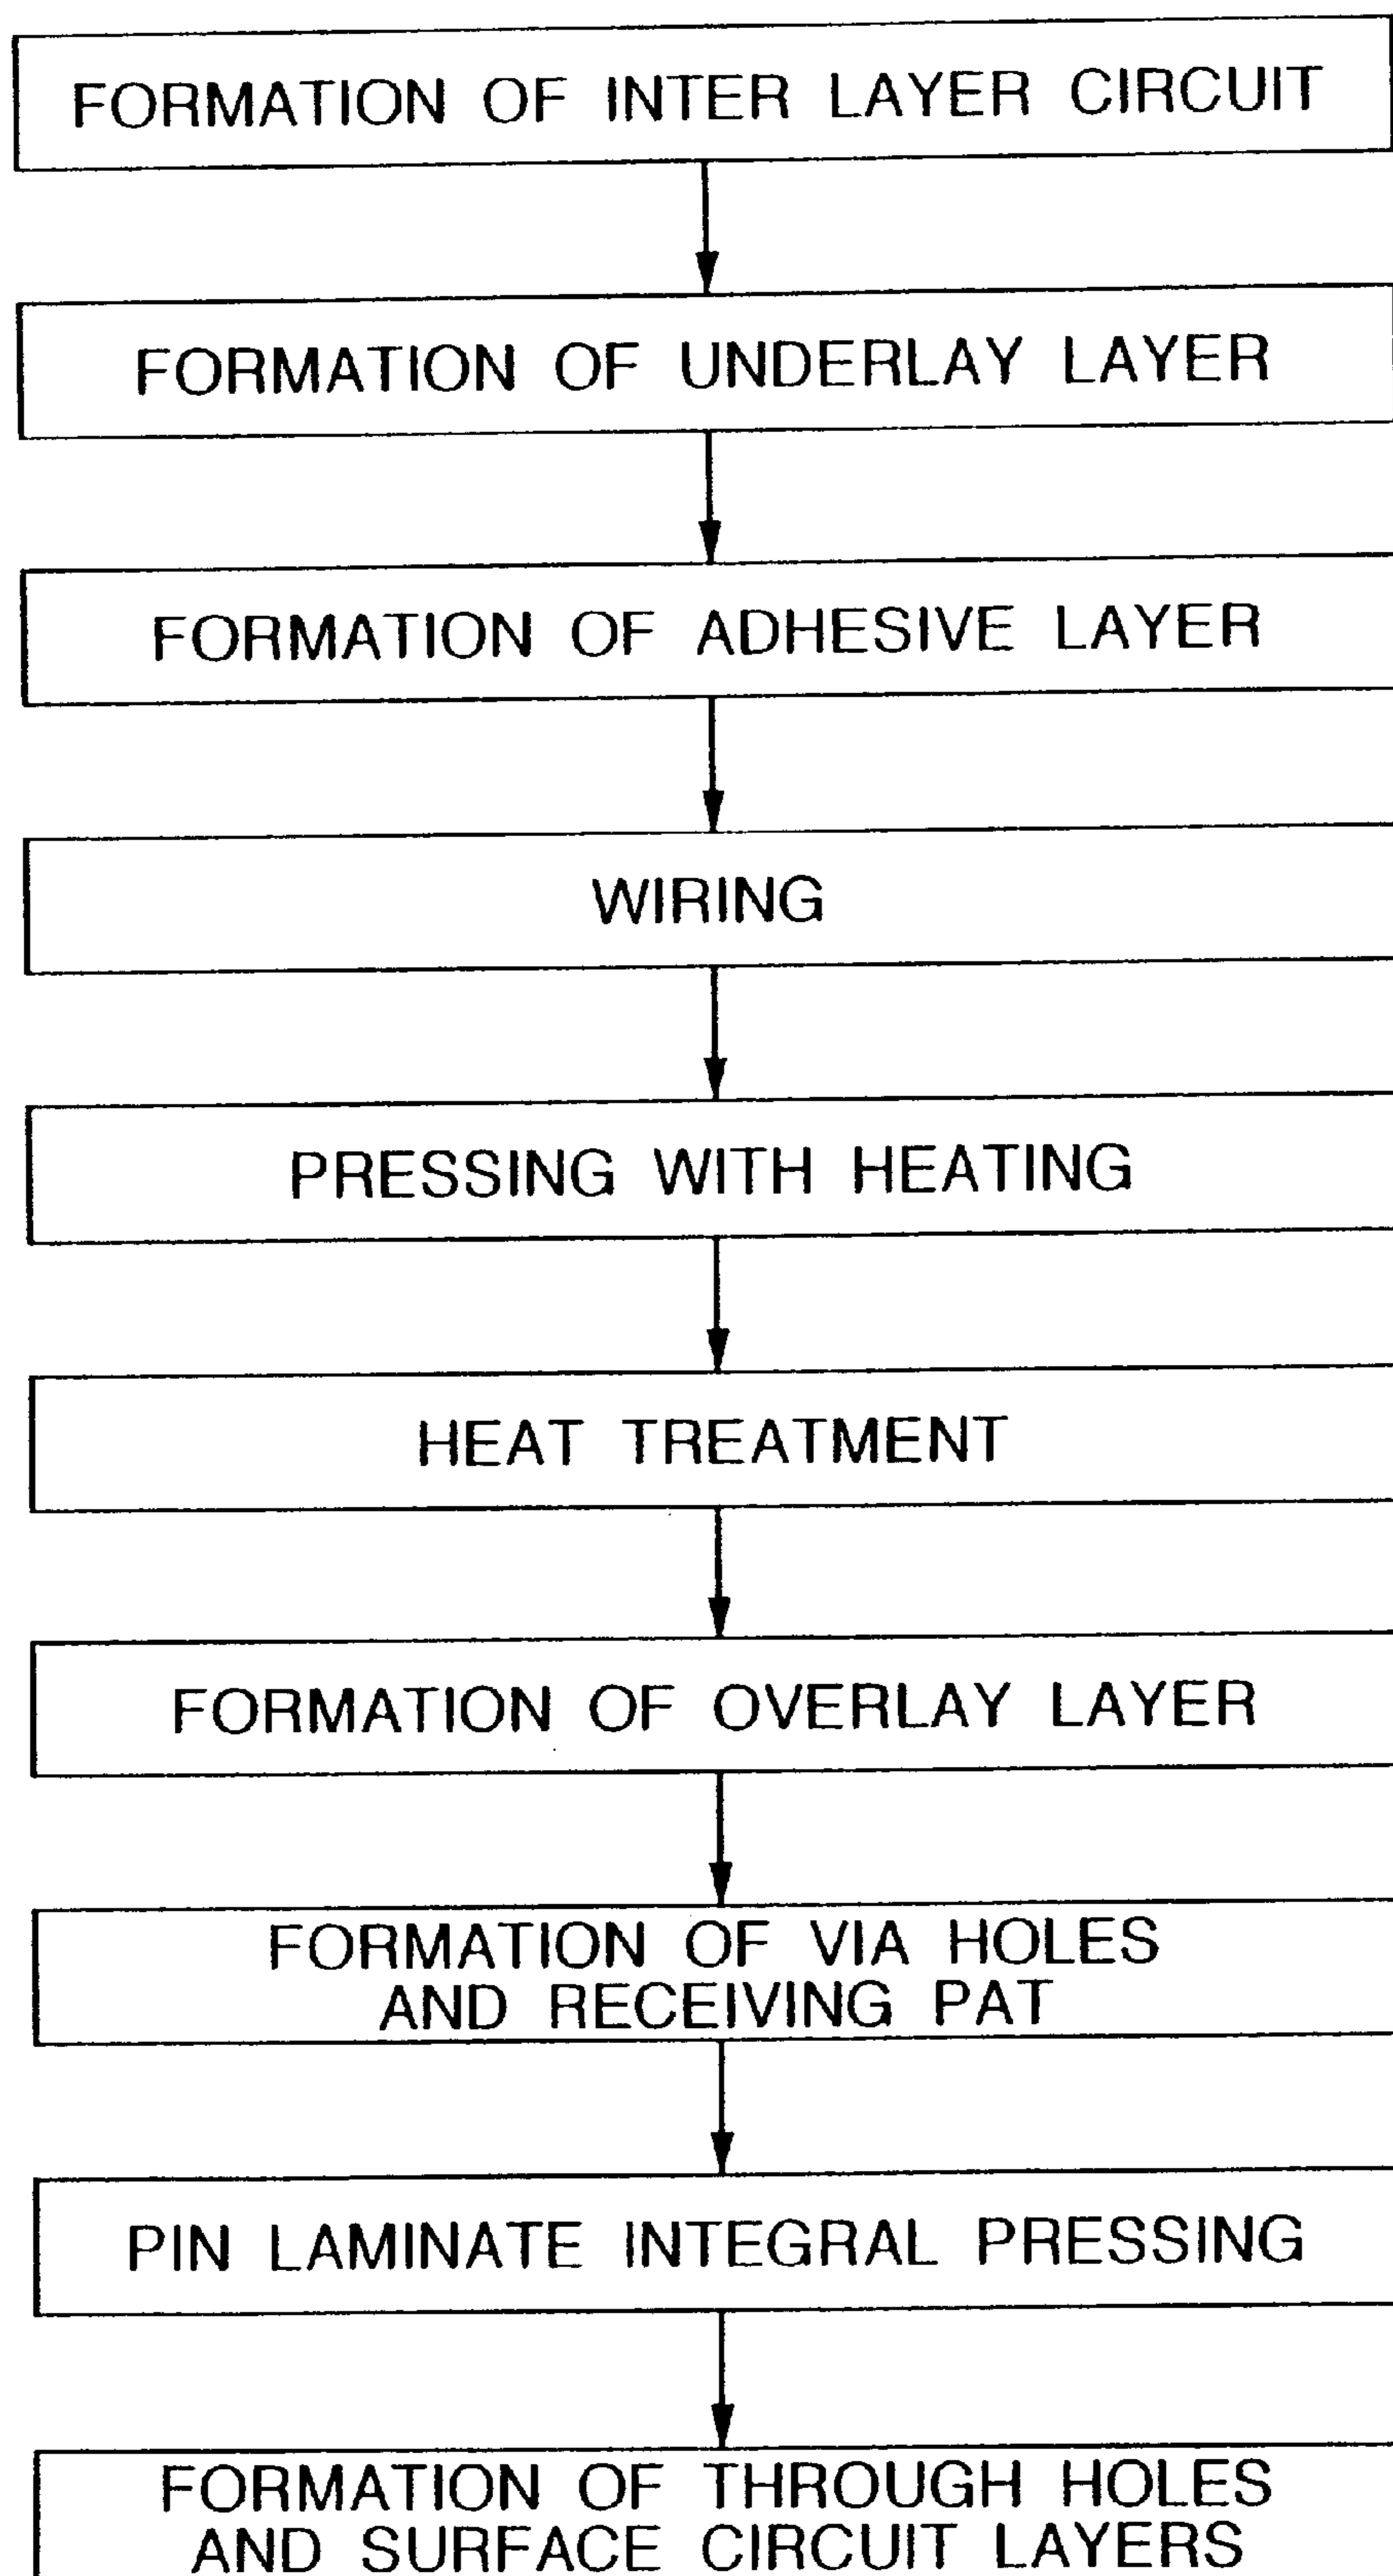 FORMATION OF INTER LAYER CIRCUIT
FORMATION OF UNDERLAY LAYER
FORMATION OF ADHESIVE LAYER
WIRING
PRESSING WITH HEATING
HEAT TREATMENT
FORMATION OF OVERLAY LAYER
FORMATION OF VIA HOLES
AND RECEIVING PAT
PIN LAMINATE INTEGRAL PRESSING
FORMATION OF THROUGH HOLES
AND SURFACE CIRCUIT LAYERS